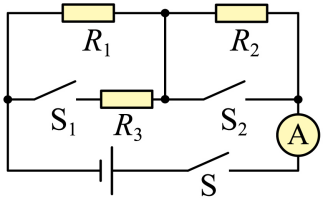 R₁ R₂
S₁ R₃ S₂ A
S